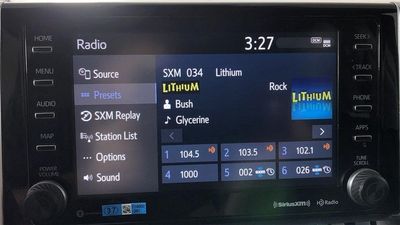 Radio 3:27 DCM
DCM
HOME
MENU
AUDIO
MAP
POWER
VOLUME
Source
Presets
SXM Replay
Station List
Options
Sound
SXM 034 Lithium
LITHIUM Rock
Bush
Glycerine
LITHIUM
1 104.5 2 103.5 3 102.1
4 1000 5 002 6 026
SEEK >
< TRACK
PHONE
APPS
TUNE
SCROLL
((SiriusXM)) HD Radio